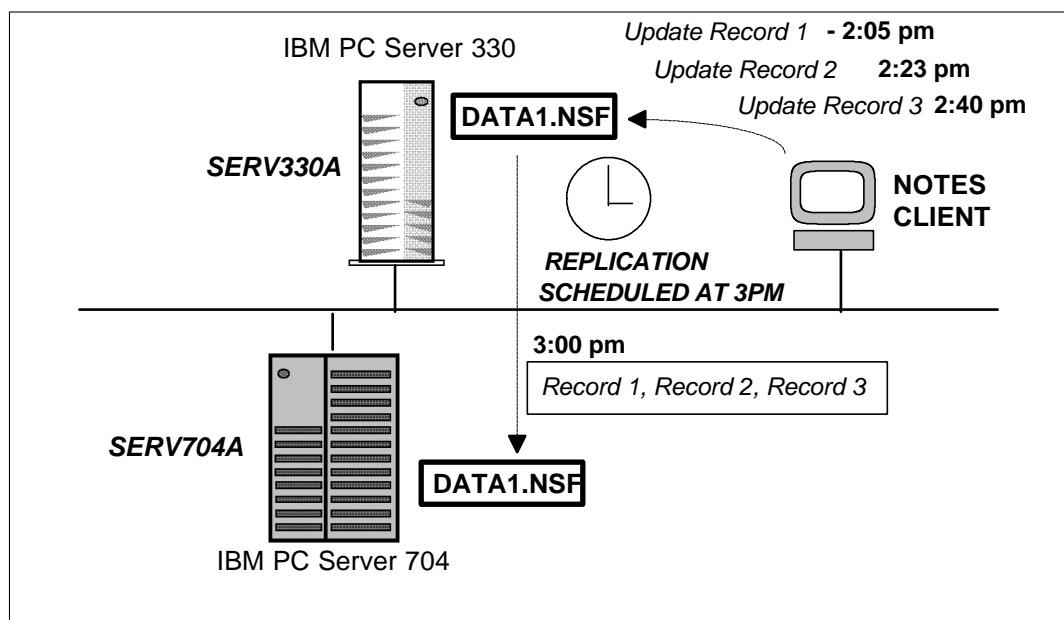 IBM PC Server 330
Update Record 1 - 2:05 pm
Update Record 2 2:23 pm
Update Record 3 2:40 pm
DATA1.NSF
SERV330A
NOTES
CLIENT
REPLICATION
SCHEDULED AT 3PM
3:00 pm
Record 1, Record 2, Record 3
SERV704A
DATA1.NSF
IBM PC Server 704